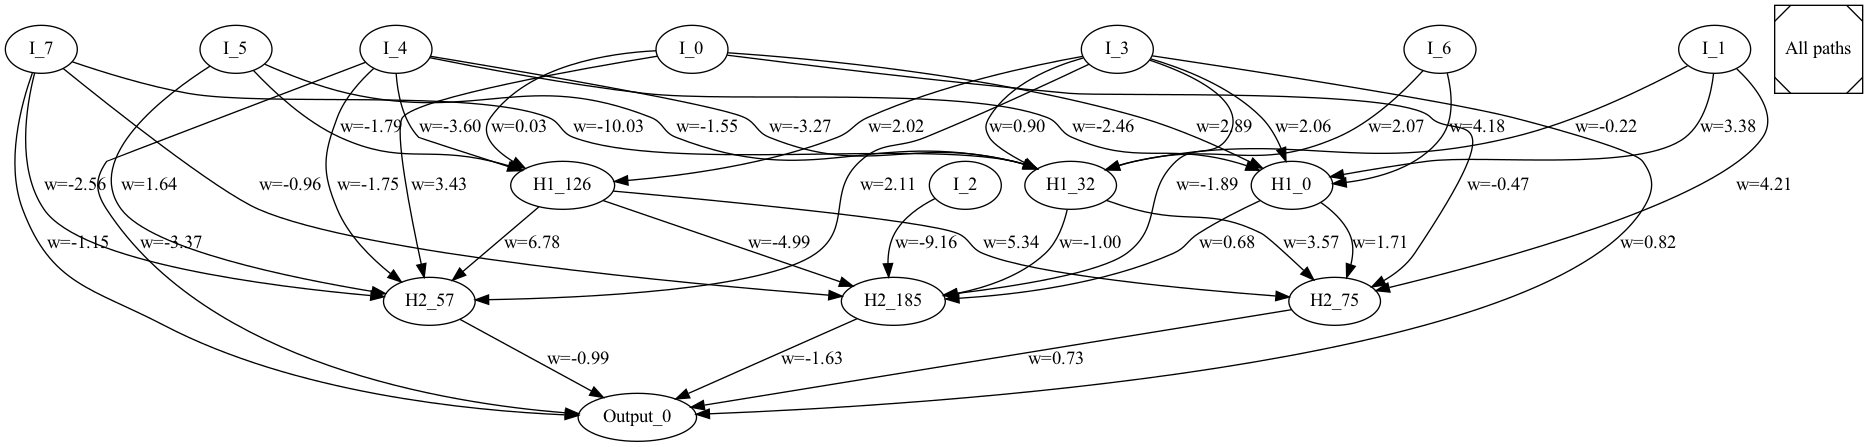 I_7
I_5
I_4
I_0
I_3
I_6
I_1
All paths
w=-1.79
w=-3.60
w=0.03
w=-10.03
w=-1.55
w=-3.27
w=2.02
w=0.90
w=-2.46
w=2.89
w=2.06
w=2.07
w=4.18
w=-0.22
w=3.38
w=-2.56
w=1.64
w=-0.96
w=-1.75
w=3.43
H1_126
w=2.11
I_2
H1_32
w=-1.89
H1_0
w=-0.47
w=4.21
w=-1.15
w=-3.37
w=6.78
w=-4.99
w=-9.16
w=5.34
w=-1.00
w=0.68
w=3.57
w=1.71
w=0.82
H2_57
H2_185
H2_75
w=-0.99
w=-1.63
w=0.73
Output_0